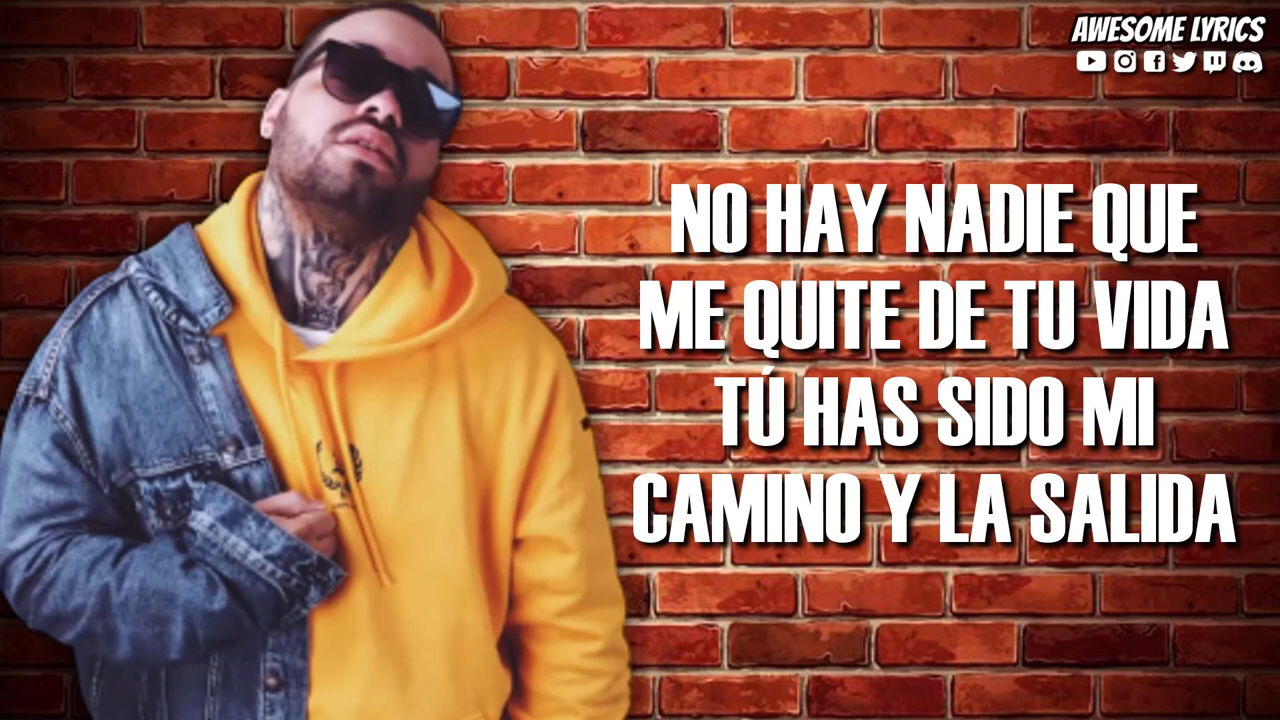 AWESOME LYRICS
NO HAY NADIE QUE
ME QUITE DE TU VIDA
TÚ HAS SIDO MI
CAMINO Y LA SALIDA